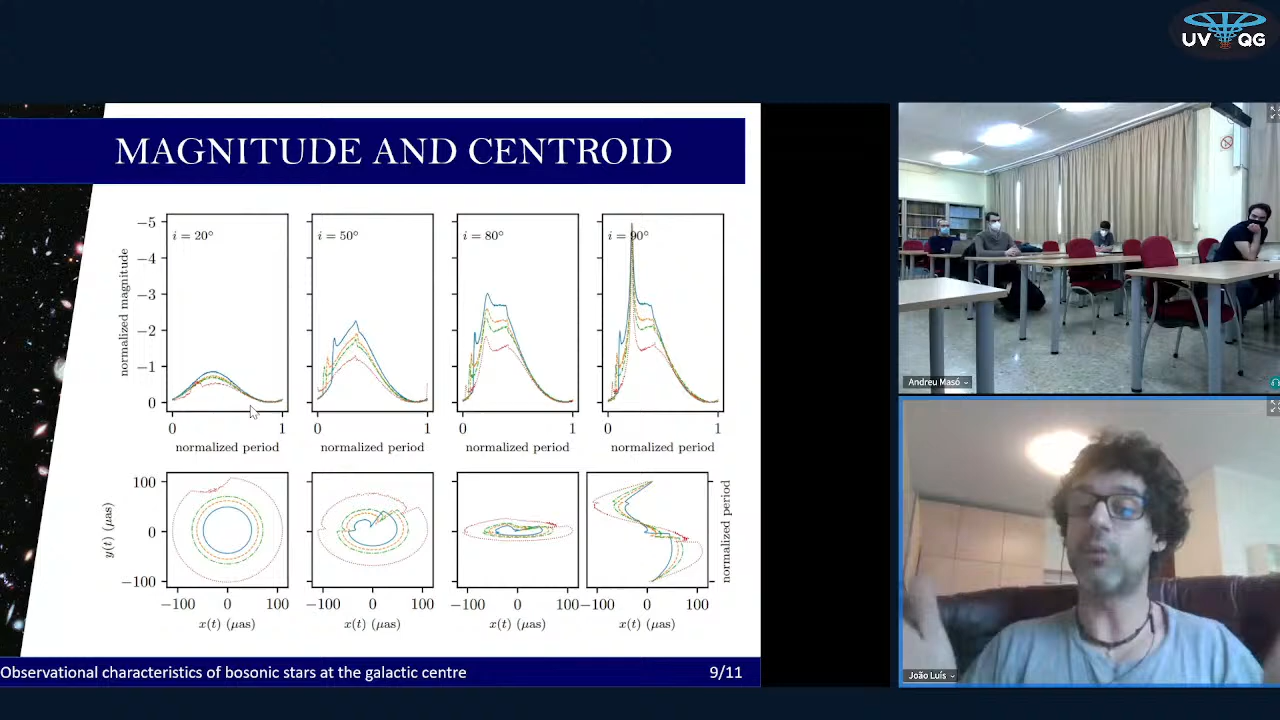 UV QG
MAGNITUDE AND CENTROID
−5
−4
−3
−2
−1
0
normalized magnitude
i = 20°
i = 50°
i = 80°
i = 90°
0 1
0 1
0 1
0 1
normalized period
normalized period
normalized period
normalized period
100
0
−100
y(t) (μas)
normalized period
−100 0 100
−100 0 100
−100 0 100
−100 0 100
x(t) (μas)
x(t) (μas)
x(t) (μas)
x(t) (μas)
Observational characteristics of bosonic stars at the galactic centre
9/11
Andreu Masó
João Luís